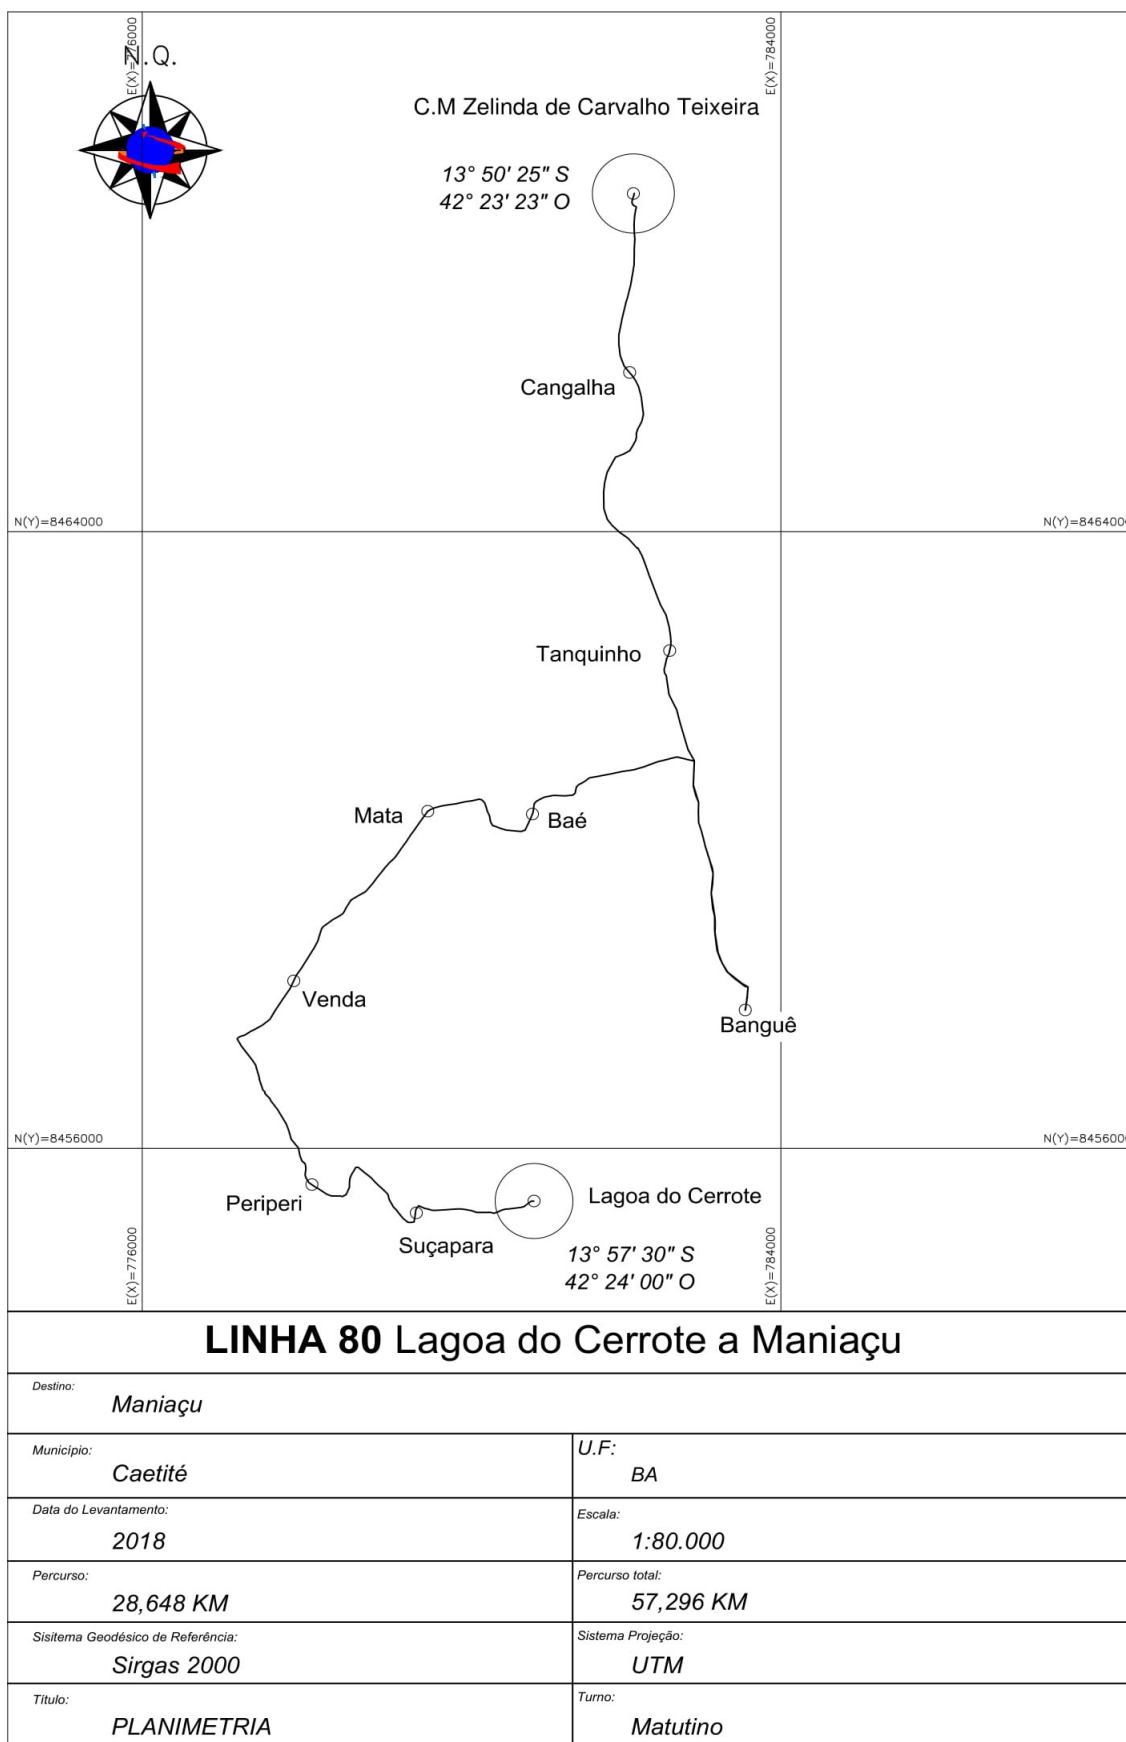 E(X)=776000
E(X)=784000
N.Q.
C.M Zelinda de Carvalho Teixeira
13° 50' 25" S
42° 23' 23" O
Cangalha
N(Y)=8464000
N(Y)=846400
Tanquinho
Mata
Baé
Venda
Banguê
N(Y)=8456000
N(Y)=845600
Periperi
Lagoa do Cerrote
Suçapara
13° 57' 30" S
42° 24' 00" O
E(X)=776000
E(X)=784000
LINHA 80 Lagoa do Cerrote a Maniaçu
Destino:
Maniaçu
Município:
Caetité
U.F:
BA
Data do Levantamento:
2018
Escala:
1:80.000
Percurso:
28,648 KM
Percurso total:
57,296 KM
Sisitema Geodésico de Referência:
Sirgas 2000
Sistema Projeção:
UTM
Título:
PLANIMETRIA
Turno:
Matutino